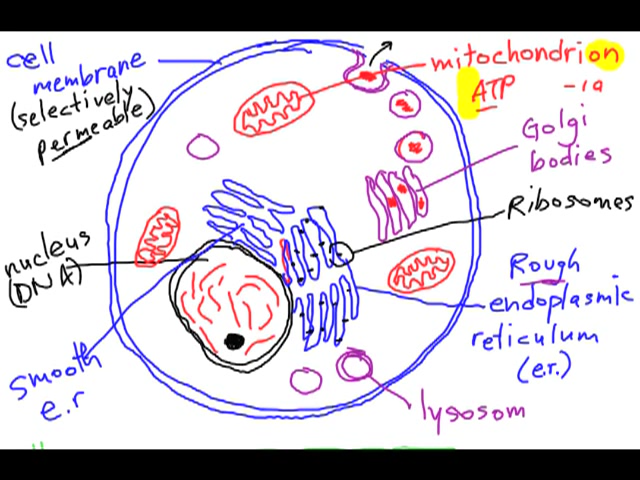 cell
membrane
(selectively
permeable)
mitochondrion
ATP -ia
Golgi
bodies
Ribosomes
nucleus
(DNA)
Rough
endoplasmic
reticulum
(e.r.)
smooth
e.r
lysosom